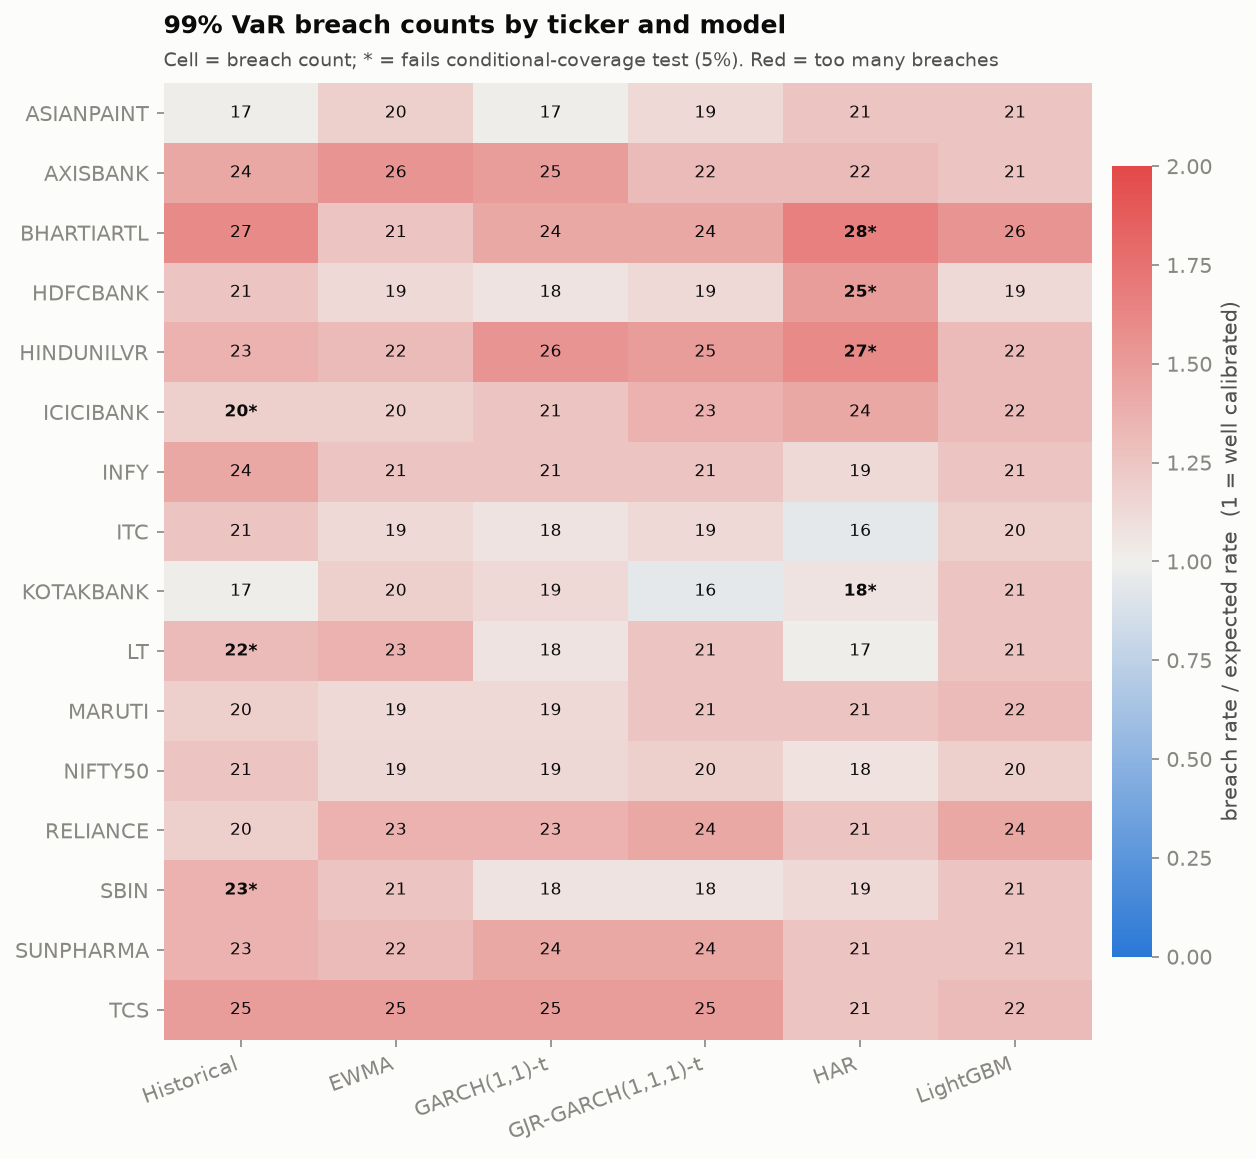 99% VaR breach counts by ticker and model
Cell = breach count; * = fails conditional-coverage test (5%). Red = too many breaches
ASIANPAINT 17 20 17 19 21 21
AXISBANK 24 26 25 22 22 21
BHARTIARTL 27 21 24 24 28* 26
HDFCBANK 21 19 18 19 25* 19
HINDUNILVR 23 22 26 25 27* 22
ICICIBANK 20* 20 21 23 24 22
INFY 24 21 21 21 19 21
ITC 21 19 18 19 16 20
KOTAKBANK 17 20 19 16 18* 21
LT 22* 23 18 21 17 21
MARUTI 20 19 19 21 21 22
NIFTY50 21 19 19 20 18 20
RELIANCE 20 23 23 24 21 24
SBIN 23* 21 18 18 19 21
SUNPHARMA 23 22 24 24 21 21
TCS 25 25 25 25 21 22
Historical EWMA GARCH(1,1)-t GJR-GARCH(1,1,1)-t HAR LightGBM
2.00
1.75
1.50
1.25
1.00
0.75
0.50
0.25
0.00
breach rate / expected rate (1 = well calibrated)